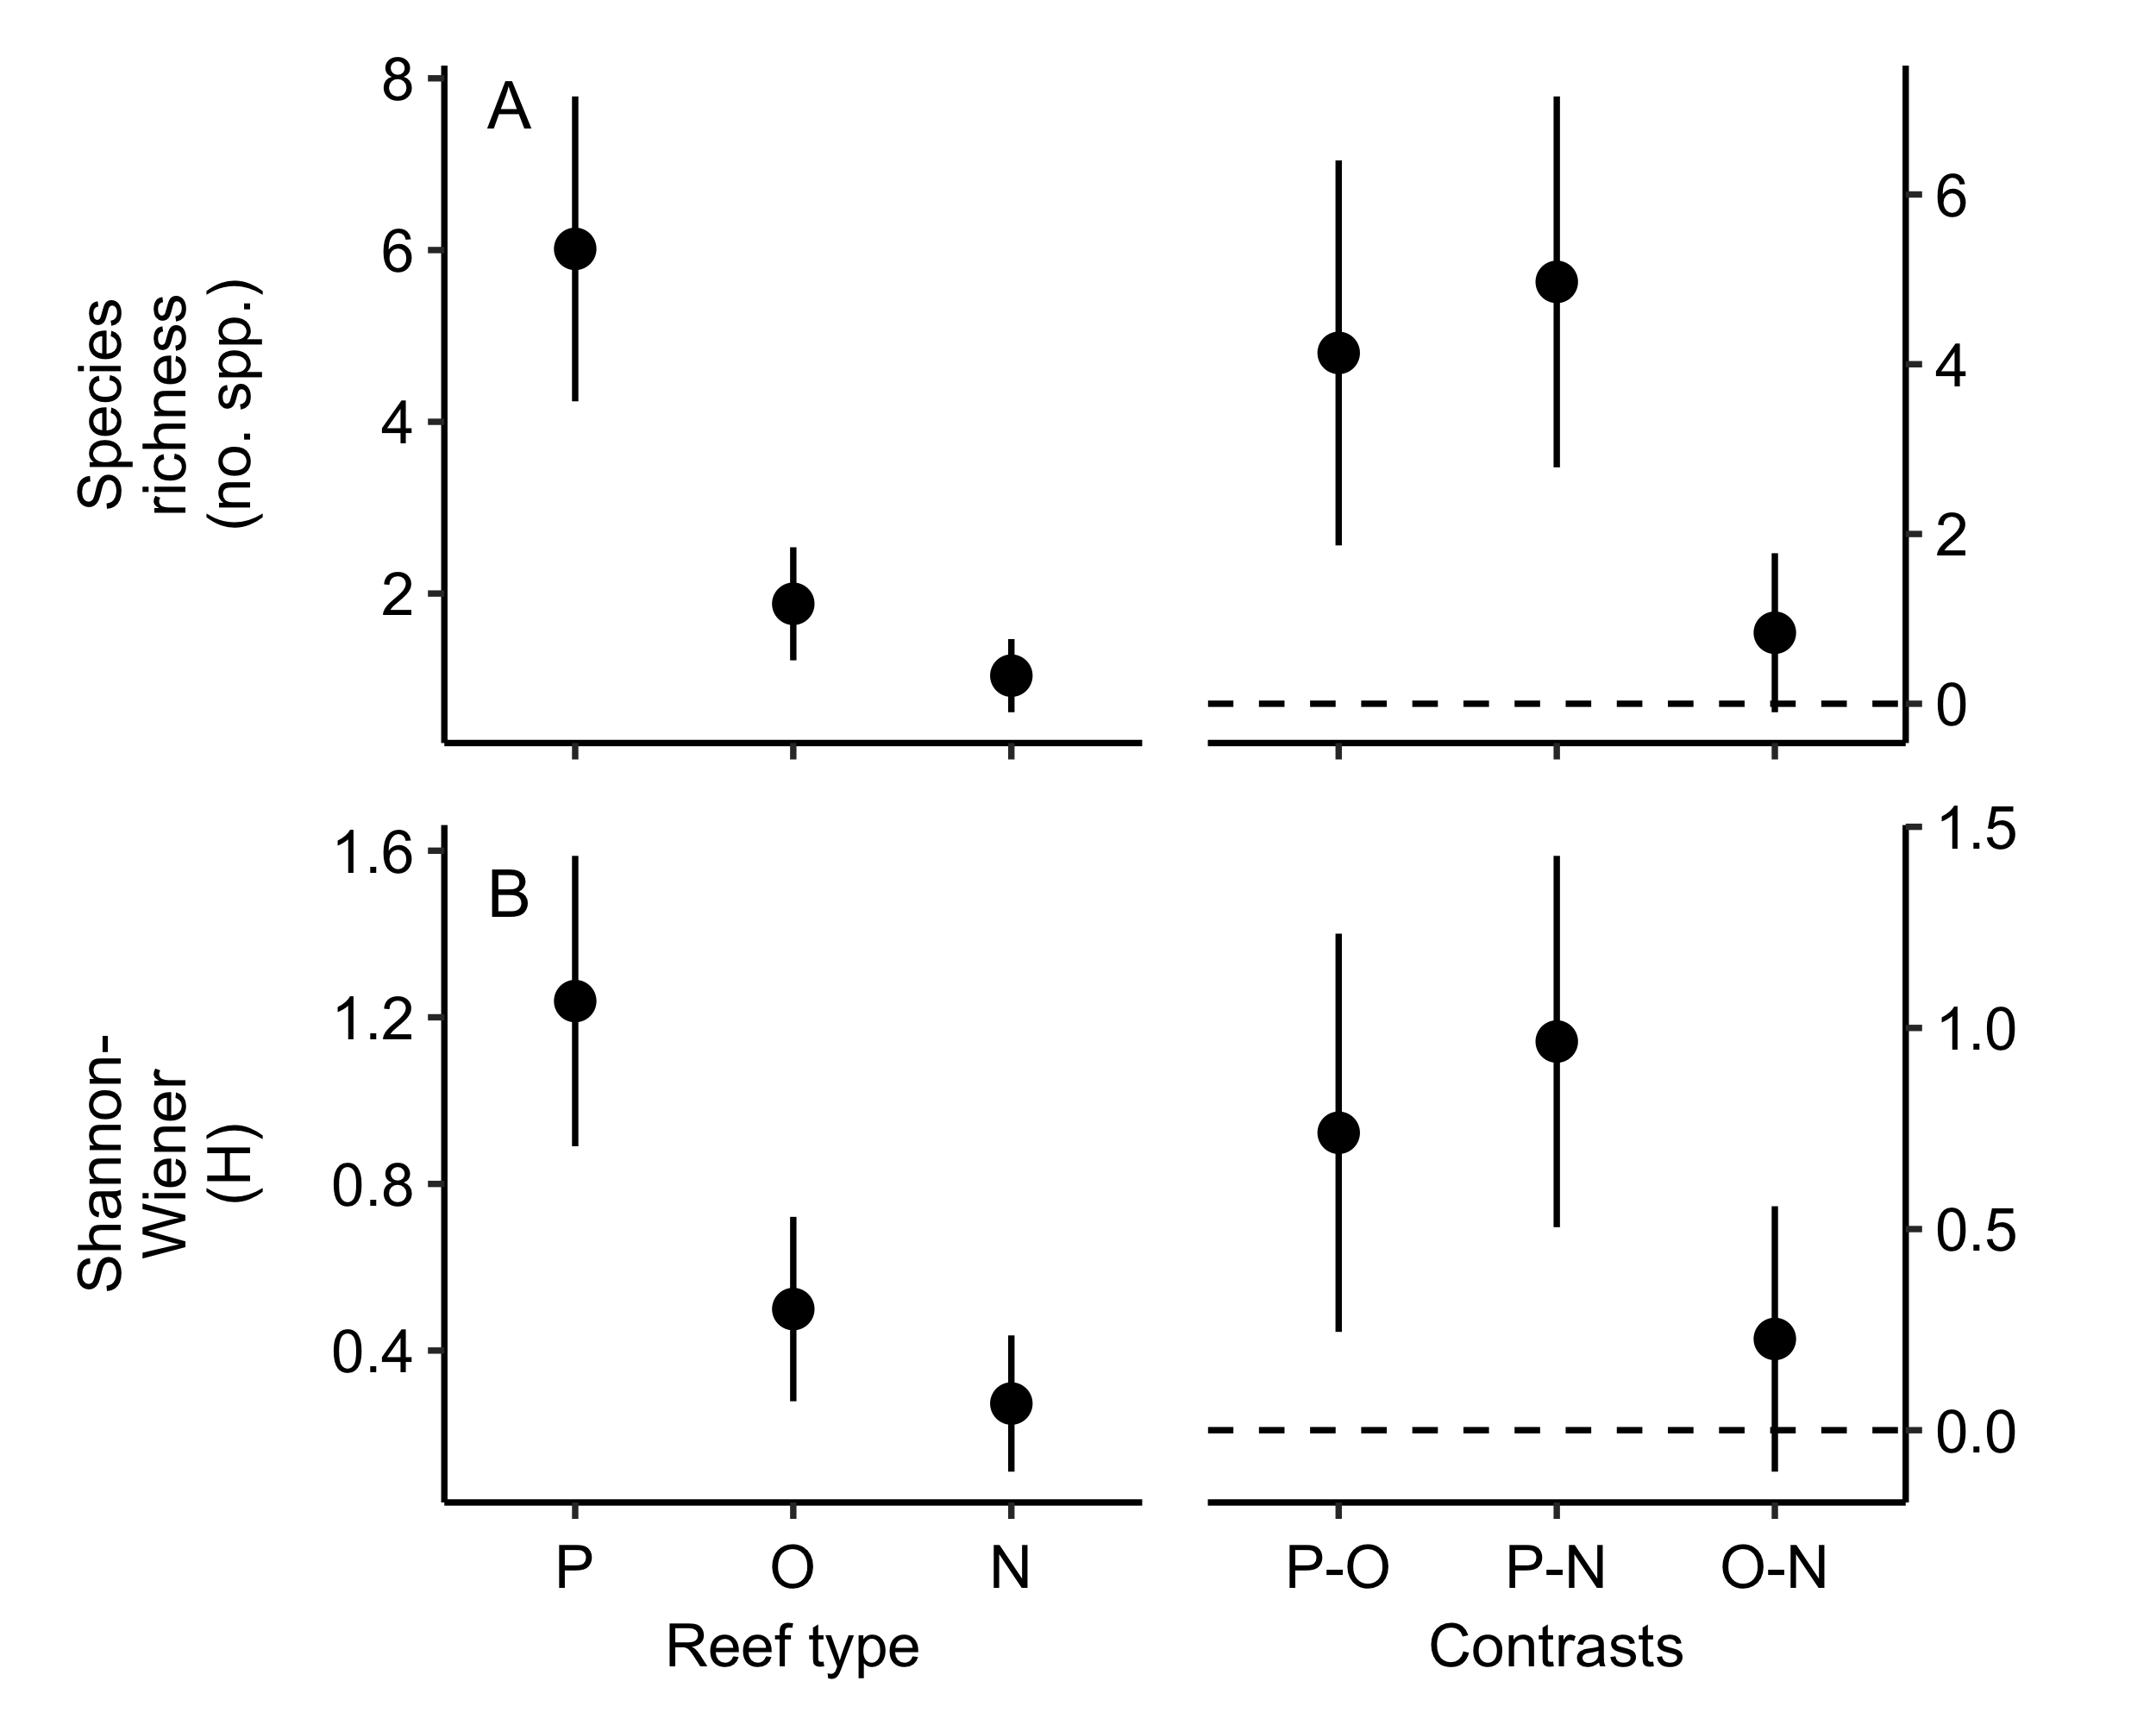 Species
richness
(no. spp.)
8
6
4
2
A
6
4
2
0
Shannon-
Wiener
(H)
1.6
1.2
0.8
0.4
B
1.5
1.0
0.5
0.0
P O N
P-O P-N O-N
Reef type
Contrasts